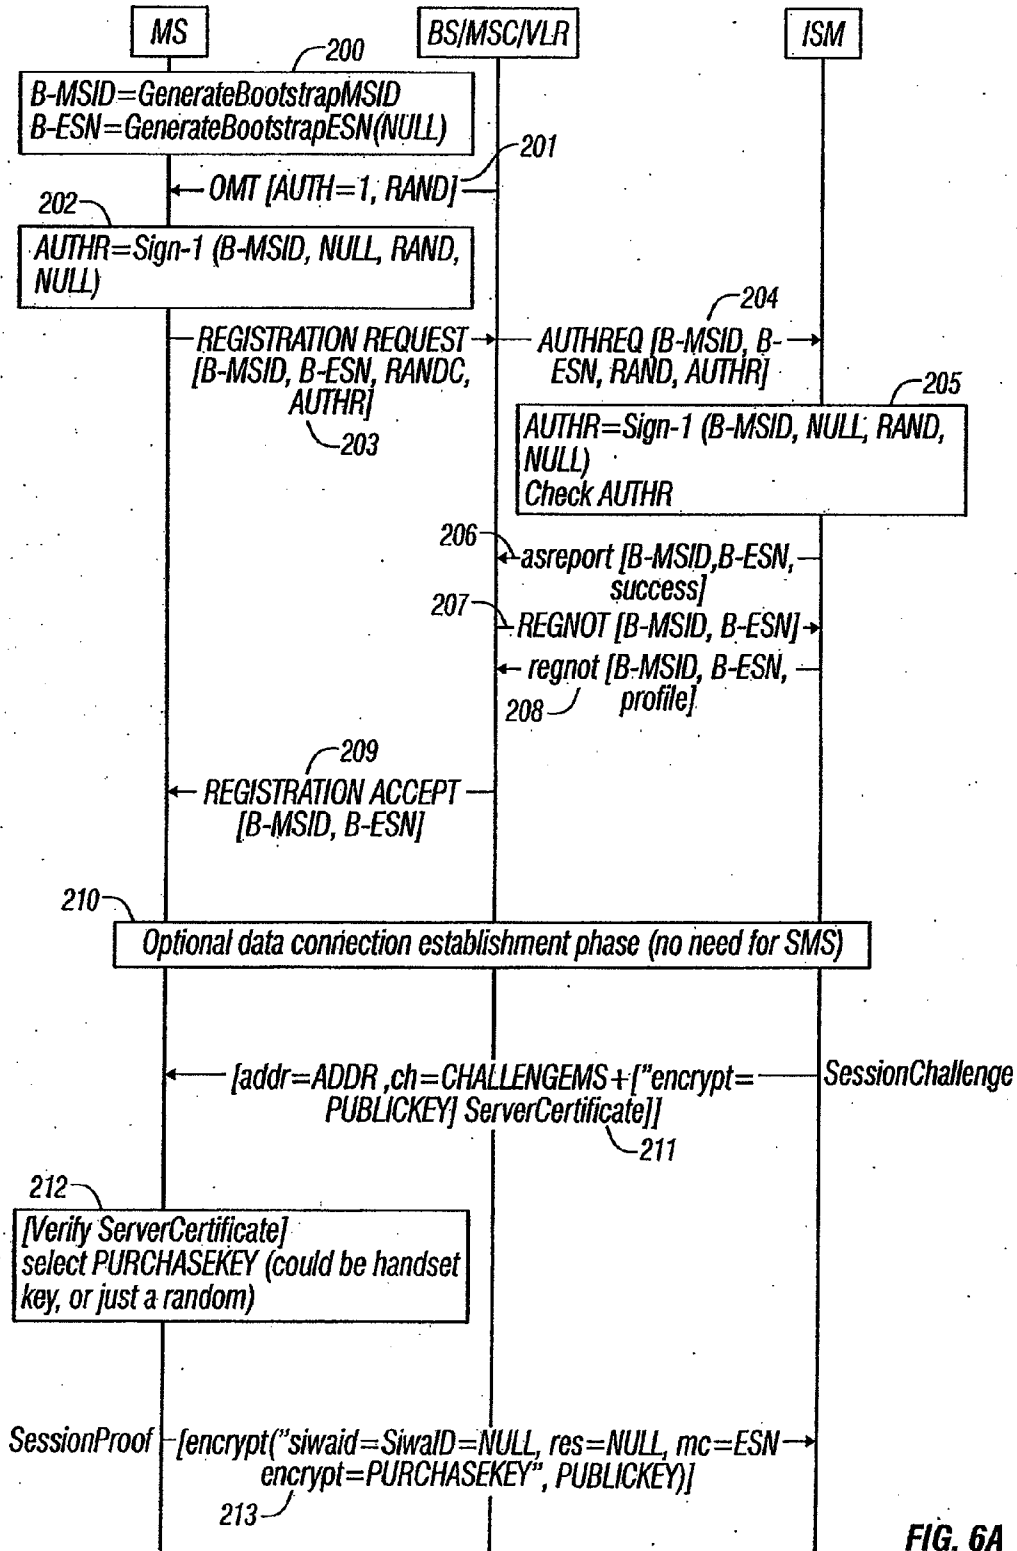 MS
BS/MSC/VLR
ISM
200
B-MSID=GenerateBootstrapMSID
B-ESN=GenerateBootstrapESN(NULL)
201
OMT [AUTH=1, RAND]
202
AUTHR=Sign-1 (B-MSID, NULL, RAND,
NULL)
204
REGISTRATION REQUEST
[B-MSID, B-ESN, RANDC,
AUTHR]
203
AUTHREQ [B-MSID, B-
ESN, RAND, AUTHR]
205
AUTHR=Sign-1 (B-MSID, NULL, RAND,
NULL)
Check AUTHR
206
asreport [B-MSID,B-ESN,
success]
207
REGNOT [B-MSID, B-ESN]
regnot [B-MSID, B-ESN,
profile]
208
209
REGISTRATION ACCEPT
[B-MSID, B-ESN]
210
Optional data connection establishment phase (no need for SMS)
[addr=ADDR ,ch=CHALLENGEMS+["encrypt=
PUBLICKEY] ServerCertificate]]
SessionChallenge
211
212
[Verify ServerCertificate]
select PURCHASEKEY (could be handset
key, or just a random)
SessionProof
[encrypt("siwaid=SiwaID=NULL, res=NULL, mc=ESN
encrypt=PURCHASEKEY", PUBLICKEY)]
213
FIG. 6A